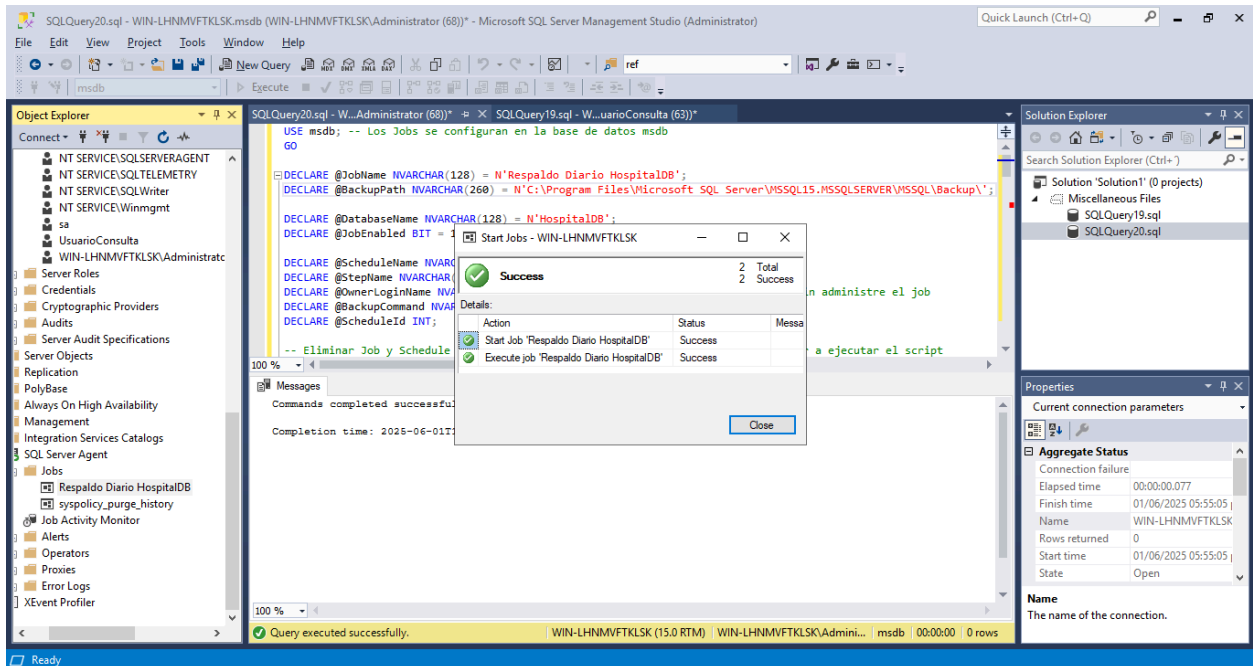 SQLQuery20.sql - WIN-LHNMVFTKLSK.msdb (WIN-LHNMVFTKLSK\Administrator (68))* - Microsoft SQL Server Management Studio (Administrator)
Quick Launch (Ctrl+Q)
File Edit View Project Tools Window Help
New Query
MDX DMX XMLA DAX
ref
msdb
Execute
Object Explorer
Connect
NT SERVICE\SQLSERVERAGENT
NT SERVICE\SQLTELEMETRY
NT SERVICE\SQLWriter
NT SERVICE\Winmgmt
sa
UsuarioConsulta
WIN-LHNMVFTKLSK\Administratc
Server Roles
Credentials
Cryptographic Providers
Audits
Server Audit Specifications
Server Objects
Replication
PolyBase
Always On High Availability
Management
Integration Services Catalogs
SQL Server Agent
Jobs
Respaldo Diario HospitalDB
syspolicy_purge_history
Job Activity Monitor
Alerts
Operators
Proxies
Error Logs
XEvent Profiler
SQLQuery20.sql - W...Administrator (68))*
SQLQuery19.sql - W...uarioConsulta (63))*
USE msdb; -- Los Jobs se configuran en la base de datos msdb
GO
DECLARE @JobName NVARCHAR(128) = N'Respaldo Diario HospitalDB';
DECLARE @BackupPath NVARCHAR(260) = N'C:\Program Files\Microsoft SQL Server\MSSQL15.MSSQLSERVER\MSSQL\Backup\';
DECLARE @DatabaseName NVARCHAR(128) = N'HospitalDB';
DECLARE @JobEnabled BIT = 1
DECLARE @ScheduleName NVARC
DECLARE @StepName NVARCHAR(
DECLARE @OwnerLoginName NVA
in administre el job
DECLARE @BackupCommand NVAR
DECLARE @ScheduleId INT;
-- Eliminar Job y Schedule
a ejecutar el script
100 %
Start Jobs - WIN-LHNMVFTKLSK
Success
2 Total
2 Success
Details:
Action Status Messa
Start Job 'Respaldo Diario HospitalDB' Success
Execute job 'Respaldo Diario HospitalDB' Success
Close
Messages
Commands completed successful
Completion time: 2025-06-01T1
100 %
Query executed successfully.
WIN-LHNMVFTKLSK (15.0 RTM) WIN-LHNMVFTKLSK\Admini... msdb 00:00:00 0 rows
Solution Explorer
Search Solution Explorer (Ctrl+´)
Solution 'Solution1' (0 projects)
Miscellaneous Files
SQLQuery19.sql
SQLQuery20.sql
Properties
Current connection parameters
Aggregate Status
Connection failure
Elapsed time 00:00:00.077
Finish time 01/06/2025 05:55:05
Name WIN-LHNMVFTKLSK
Rows returned 0
Start time 01/06/2025 05:55:05
State Open
Name
The name of the connection.
Ready